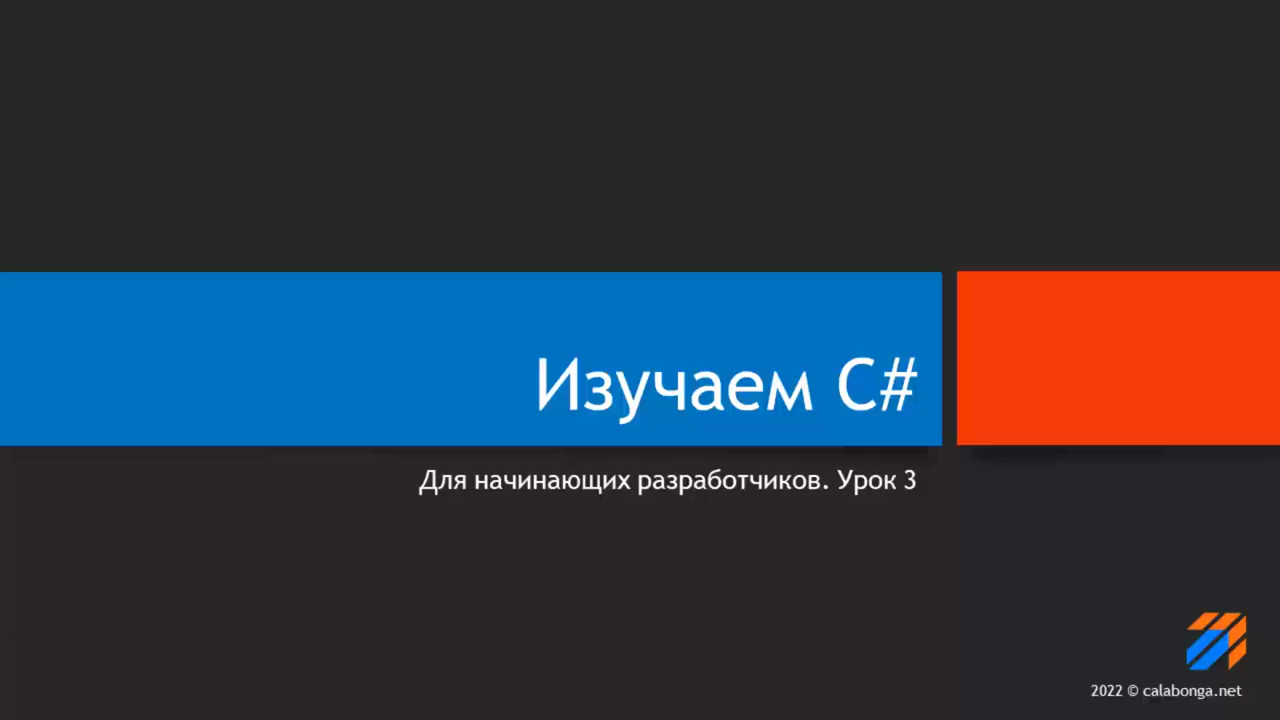 Изучаем C#
Для начинающих разработчиков. Урок 3
2022 © calabonga.net